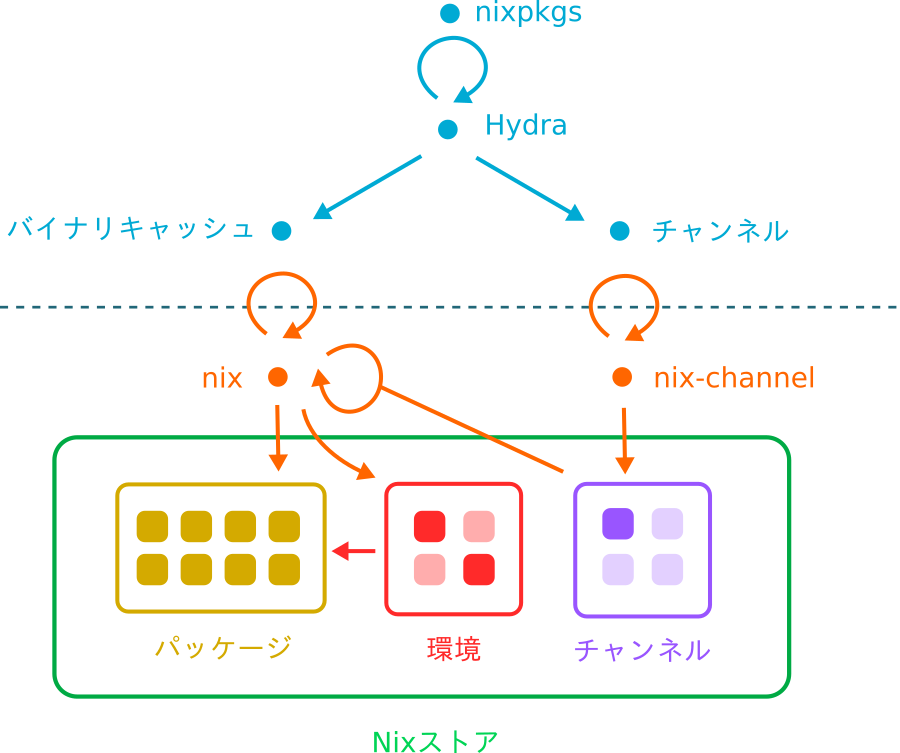 nixpkgs
Hydra
バイナリキャッシュ
チャンネル
nix
nix-channel
パッケージ
環境
チャンネル
Nixストア